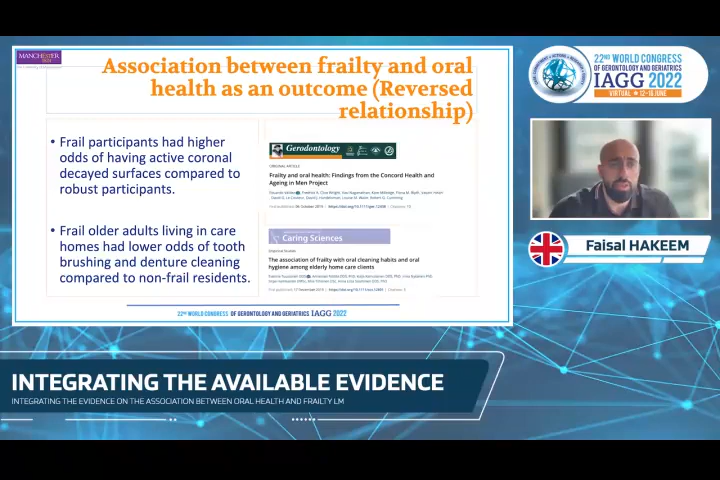 MANCHESTER
1824
Association between frailty and oral
health as an outcome (Reversed
relationship)
• Frail participants had higher
odds of having active coronal
decayed surfaces compared to
robust participants.
• Frail older adults living in care
homes had lower odds of tooth
brushing and denture cleaning
compared to non-frail residents.
Gerodontology
ORIGINAL ARTICLE
Frailty and oral health: Findings from the Concord Health and
Ageing in Men Project
Caring Sciences
The association of frailty with oral cleaning habits and oral
hygiene among elderly home care clients
22ND WORLD CONGRESS OF GERONTOLOGY AND GERIATRICS IAGG 2022
22ND WORLD CONGRESS
OF GERONTOLOGY AND GERIATRICS
IAGG 2022
VIRTUAL • 12-16 JUNE
Faisal HAKEEM
INTEGRATING THE AVAILABLE EVIDENCE
INTEGRATING THE EVIDENCE ON THE ASSOCIATION BETWEEN ORAL HEALTH AND FRAILTY LM